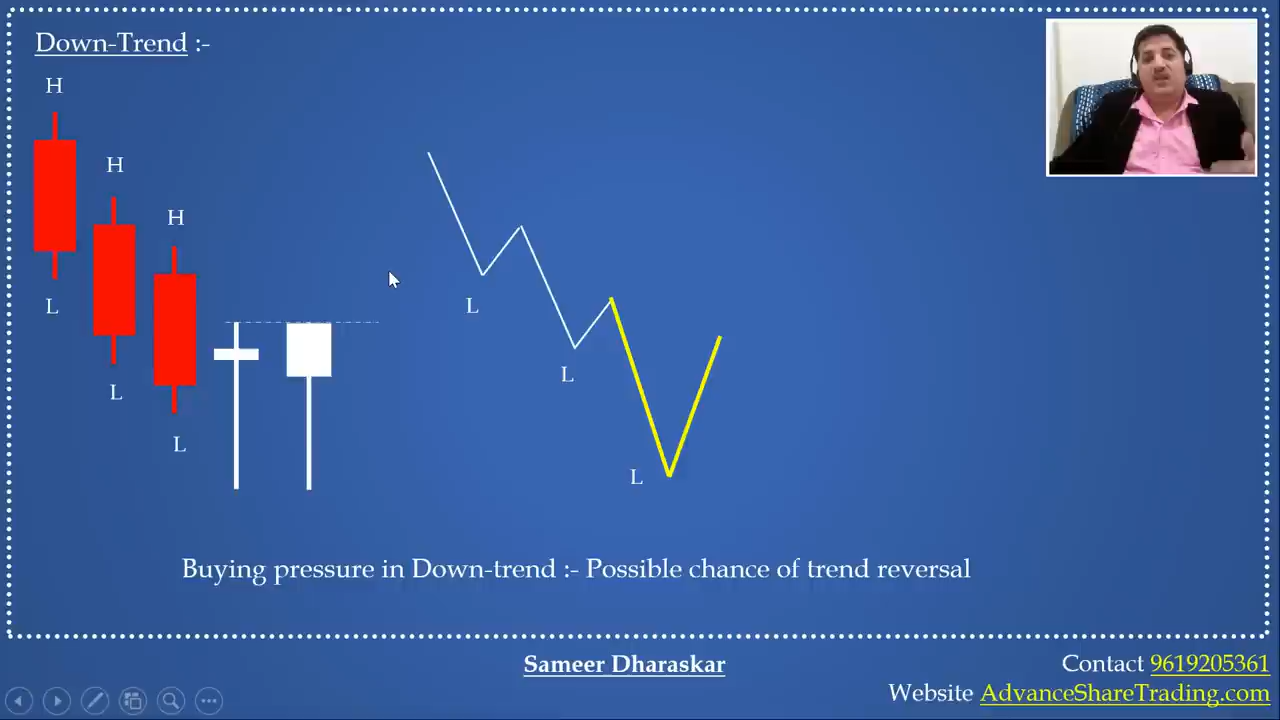 Down-Trend :-
H
H
H
L
L
L
L
L
L
Buying pressure in Down-trend :- Possible chance of trend reversal
Sameer Dharaskar
Contact 9619205361
Website AdvanceShareTrading.com